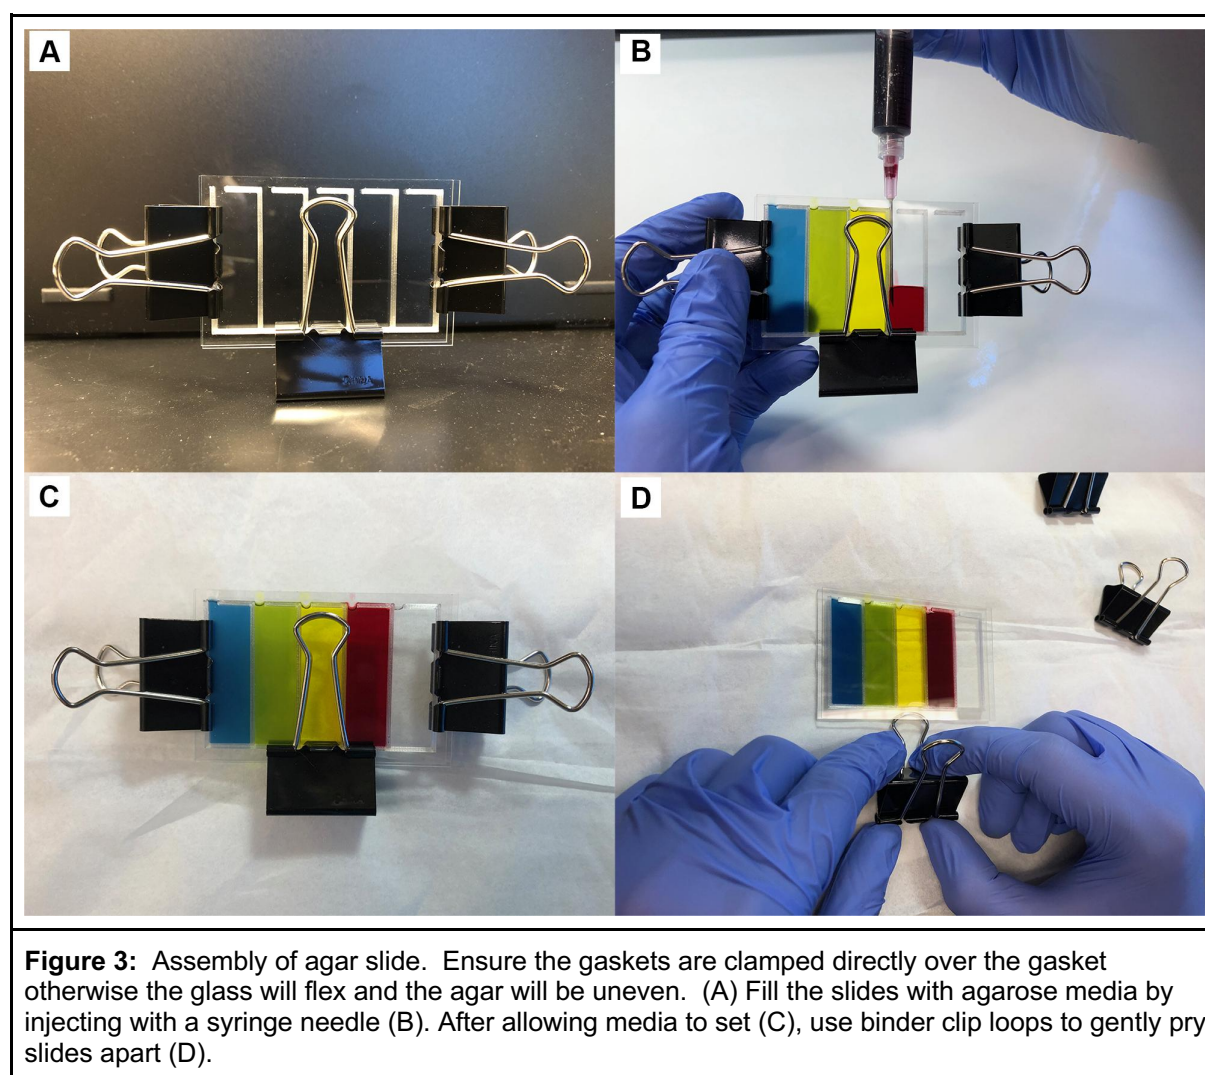 A
B
C
D
Figure 3: Assembly of agar slide. Ensure the gaskets are clamped directly over the gasket
otherwise the glass will flex and the agar will be uneven. (A) Fill the slides with agarose media by
injecting with a syringe needle (B). After allowing media to set (C), use binder clip loops to gently pry
slides apart (D).